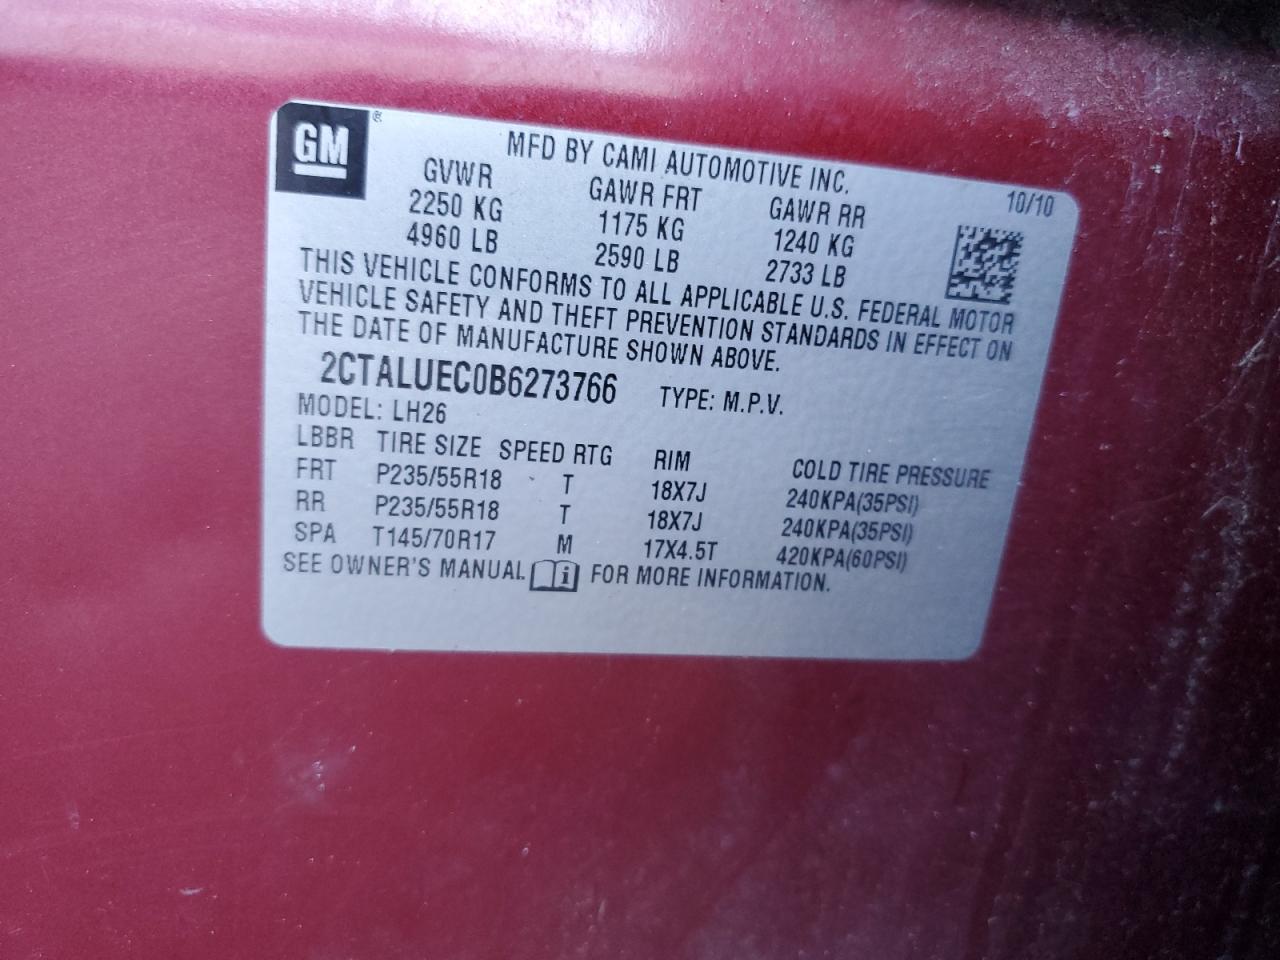 GM®
MFD BY CAMI AUTOMOTIVE INC.
10/10
GVWR GAWR FRT GAWR RR
2250 KG 1175 KG 1240 KG
4960 LB 2590 LB 2733 LB
THIS VEHICLE CONFORMS TO ALL APPLICABLE U.S. FEDERAL MOTOR
VEHICLE SAFETY AND THEFT PREVENTION STANDARDS IN EFFECT ON
THE DATE OF MANUFACTURE SHOWN ABOVE.
2CTALUEC0B6273766 TYPE: M.P.V.
MODEL: LH26
LBBR TIRE SIZE SPEED RTG RIM COLD TIRE PRESSURE
FRT P235/55R18 T 18X7J 240KPA(35PSI)
RR P235/55R18 T 18X7J 240KPA(35PSI)
SPA T145/70R17 M 17X4.5T 420KPA(60PSI)
SEE OWNER'S MANUAL i FOR MORE INFORMATION.